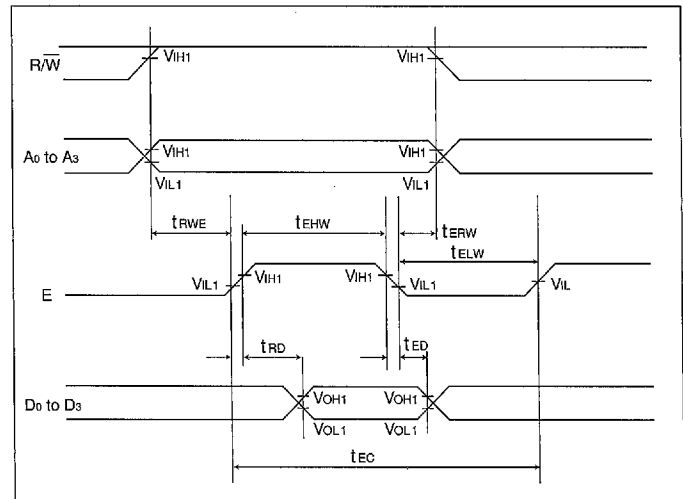 R/W̅ VIH1 VIH1
A0 to A3 VIH1 VIH1
VIL1 VIL1
tRWE tEHW tERW
tELW
E VIL1 VIH1 VIH1 VIL1 VIL
tRD tED
D0 to D3 VOH1 VOH1
VOL1 VOL1
tEC